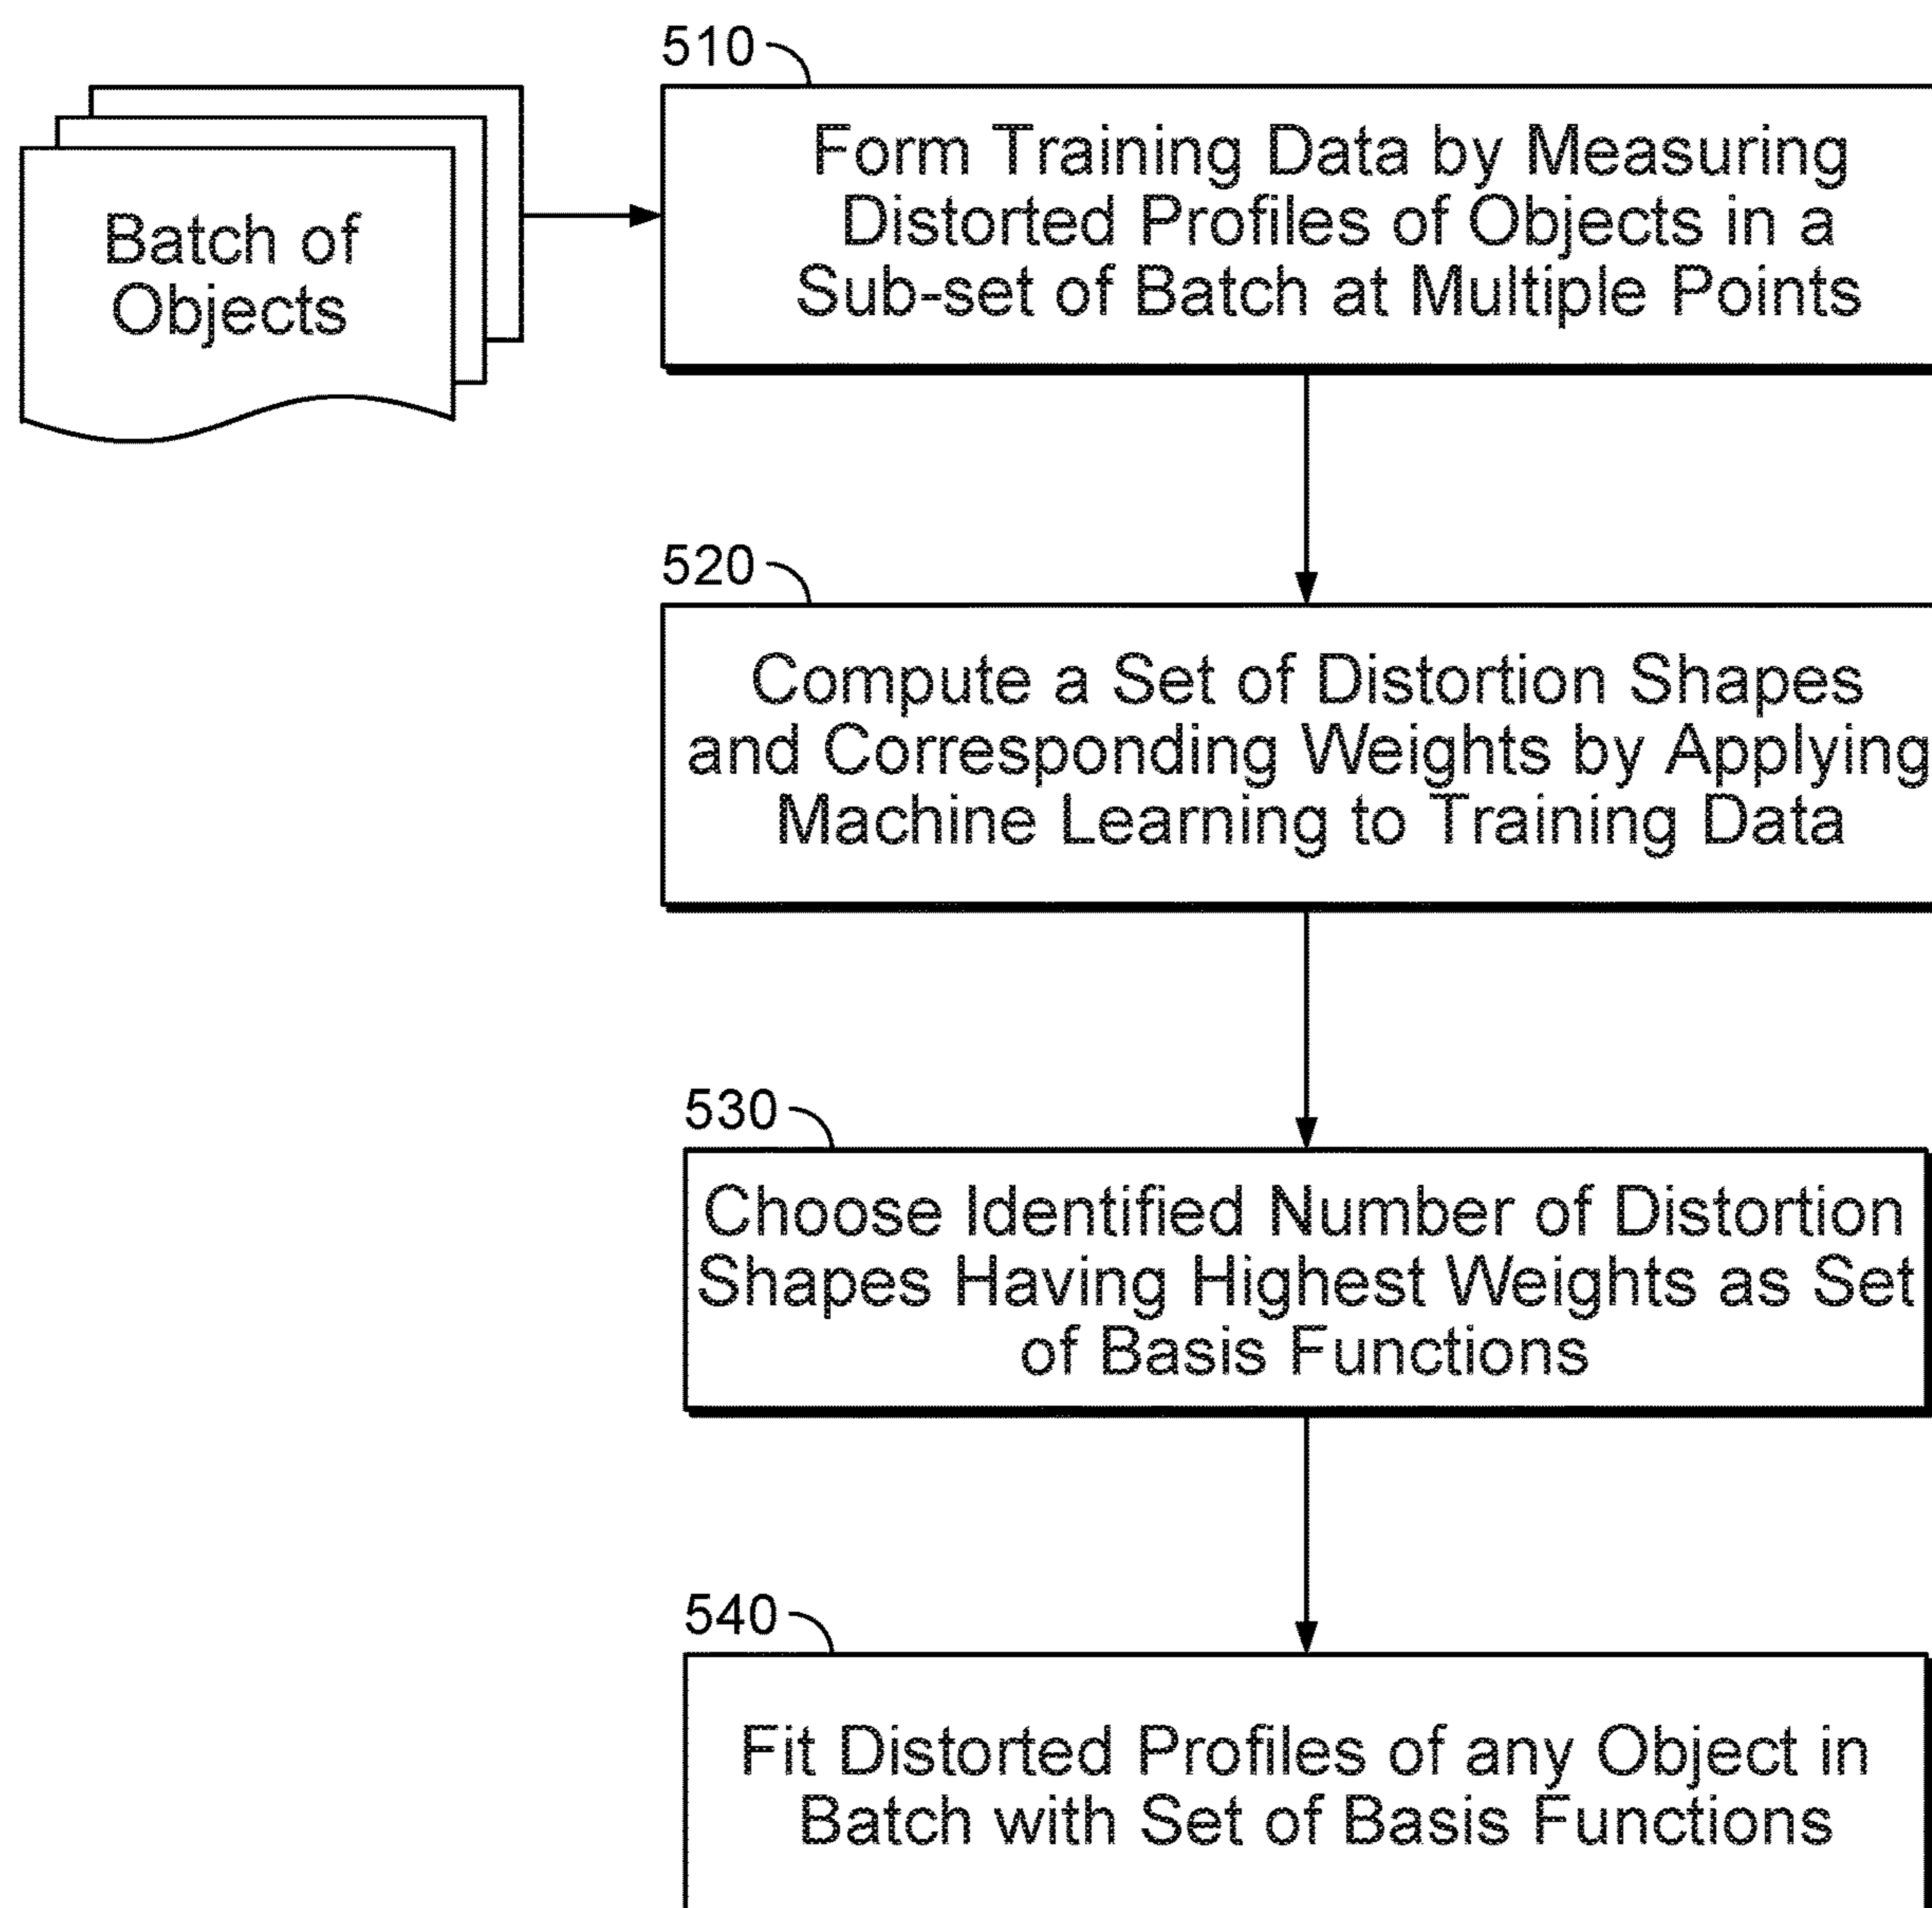 510
Batch of
Objects
Form Training Data by Measuring
Distorted Profiles of Objects in a
Sub-set of Batch at Multiple Points
520
Compute a Set of Distortion Shapes
and Corresponding Weights by Applying
Machine Learning to Training Data
530
Choose Identified Number of Distortion
Shapes Having Highest Weights as Set
of Basis Functions
540
Fit Distorted Profiles of any Object in
Batch with Set of Basis Functions